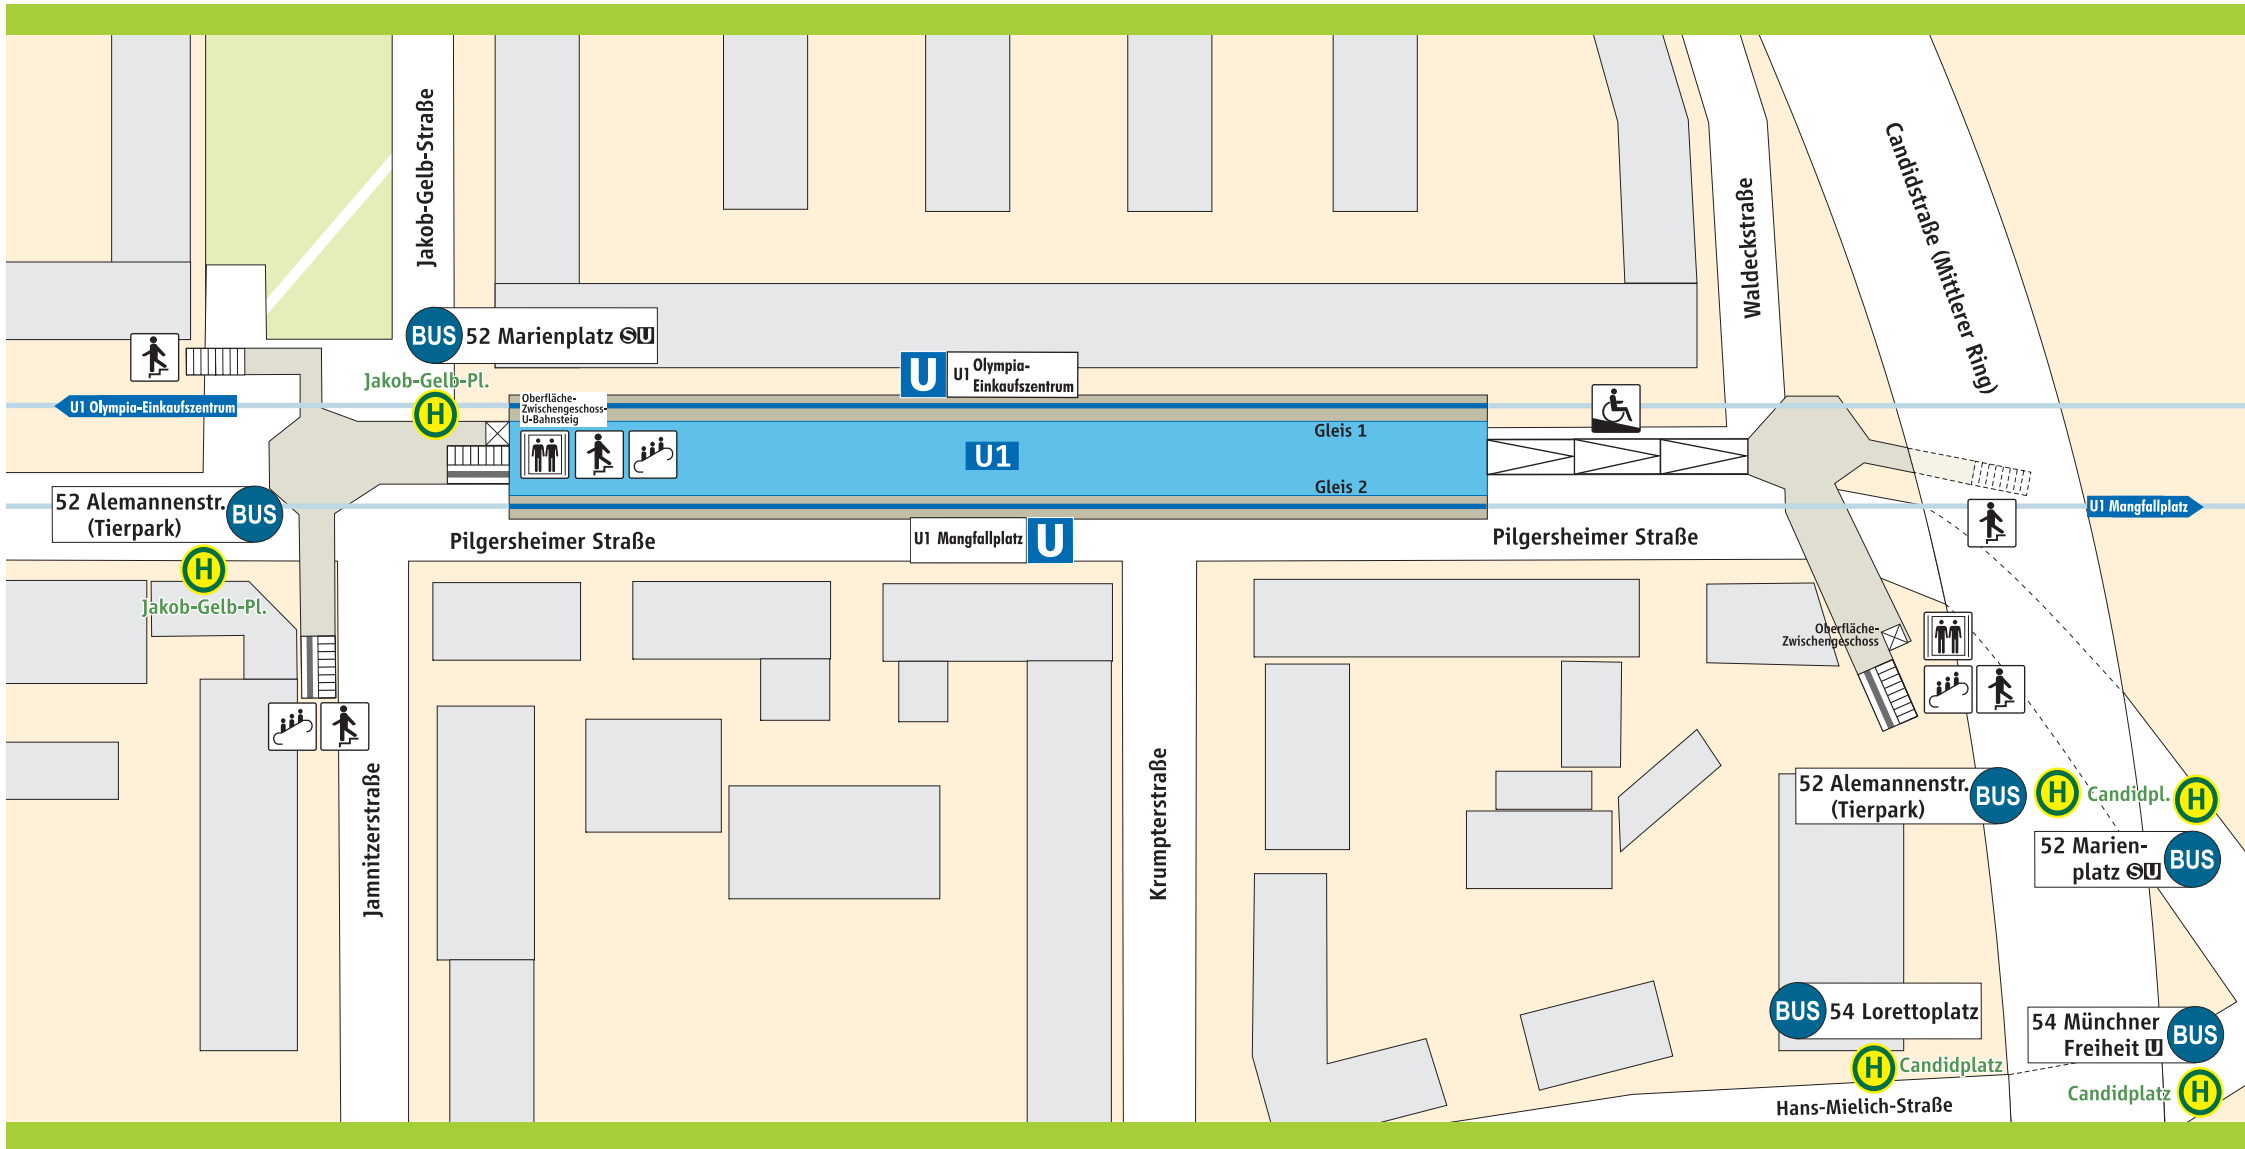 Jakob-Gelb-Straße
Waldeckstraße
Candidstraße (Mittlerer Ring)
BUS 52 Marienplatz S U
Jakob-Gelb-Pl.
H
U U1 Olympia-
Einkaufszentrum
U1 Olympia-Einkaufszentrum
Oberfläche-
Zwischengeschoss-
U-Bahnsteig
Gleis 1
U1
Gleis 2
52 Alemannenstr.
(Tierpark)
BUS
H
Jakob-Gelb-Pl.
Pilgersheimer Straße
U1 Mangfallplatz U
Pilgersheimer Straße
U1 Mangfallplatz
Oberfläche-
Zwischengeschoss
Jamnitzerstraße
Krumpterstraße
52 Alemannenstr.
(Tierpark)
BUS
H Candidpl. H
52 Marien-
platz S U
BUS
BUS 54 Lorettoplatz
H Candidplatz
54 Münchner
Freiheit U
BUS
Candidplatz H
Hans-Mielich-Straße